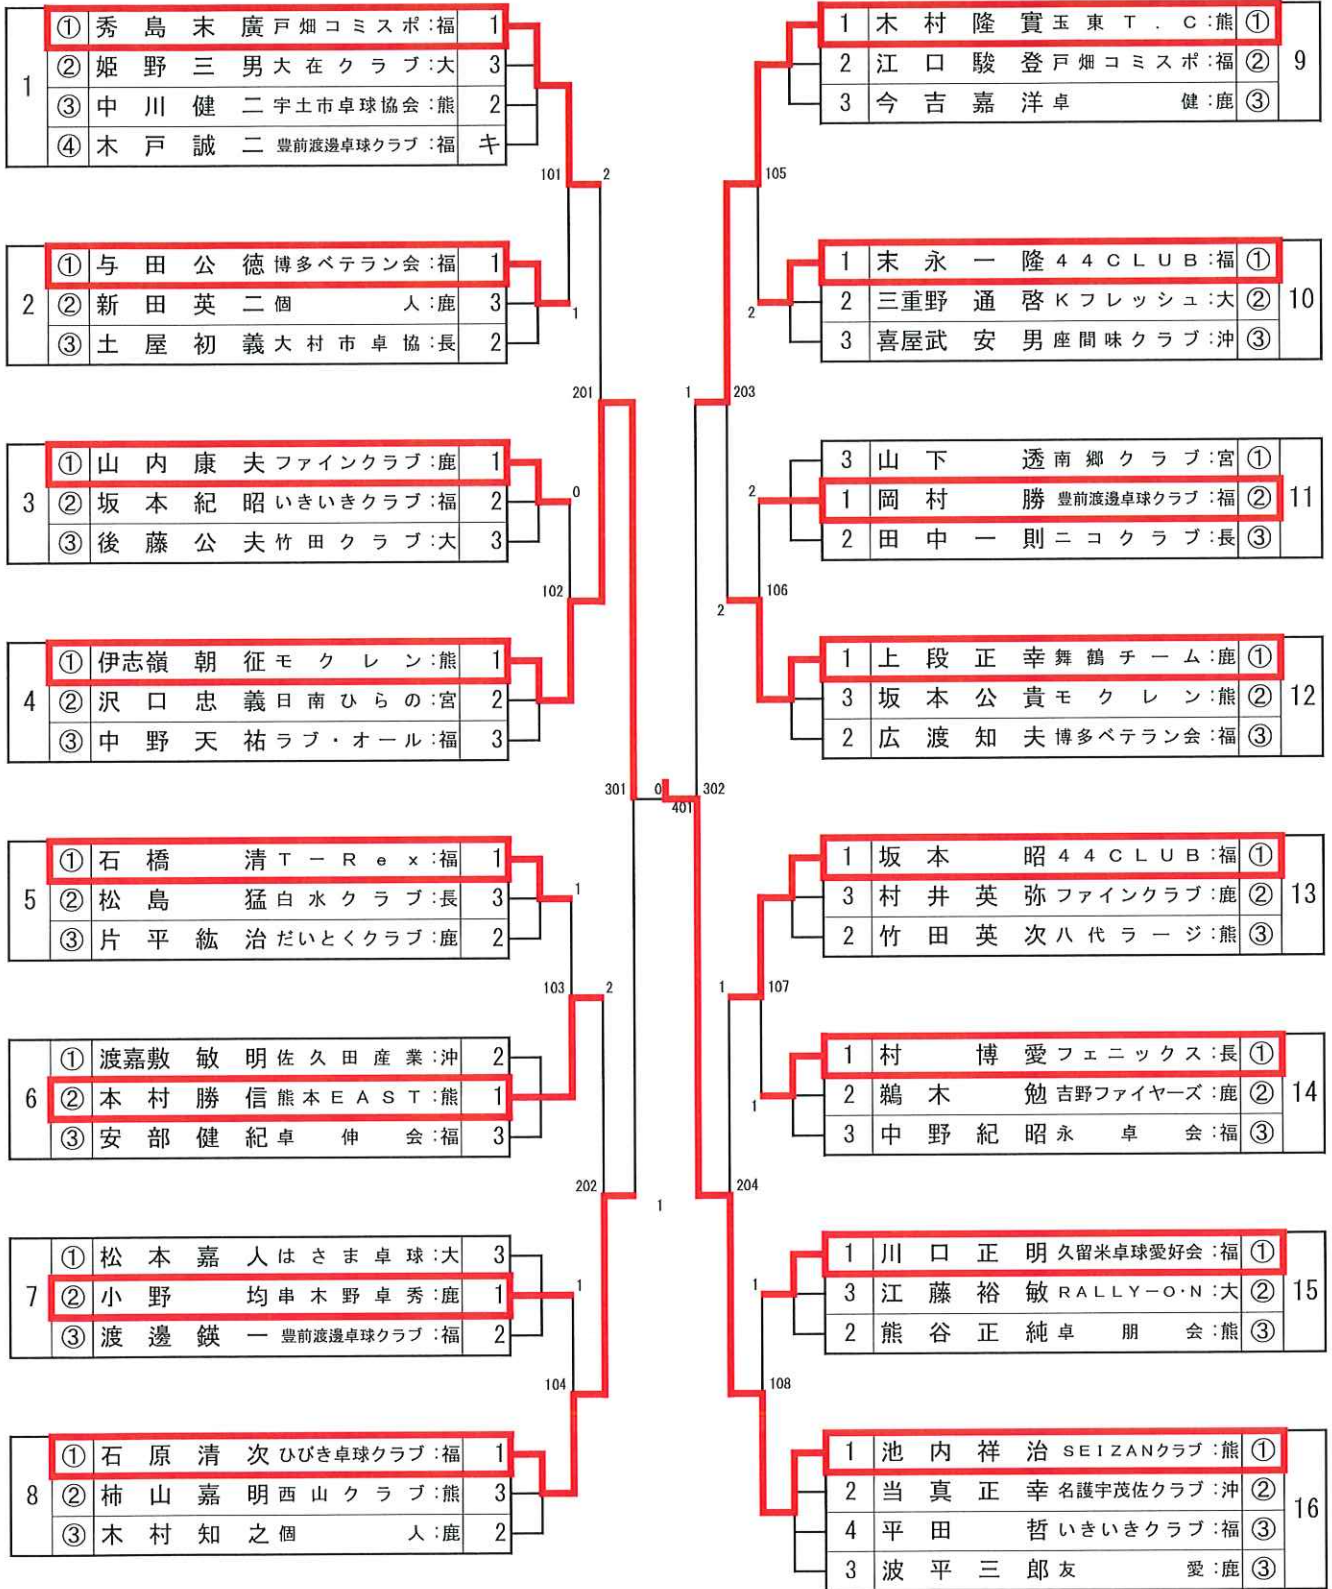 1
① 秀島末廣 戸畑コミスポ:福 1
② 姫野三男 大在クラブ:大 3
③ 中川健二 宇土市卓球協会:熊 2
④ 木戸誠二 豊前渡邊卓球クラブ:福 キ
101
2
2
① 与田公徳 博多ベテラン会:福 1
② 新田英二 個人:鹿 3
③ 土屋初義 大村市卓協:長 2
1
201
3
① 山内康夫 ファインクラブ:鹿 1
② 坂本紀昭 いきいきクラブ:福 2
③ 後藤公夫 竹田クラブ:大 3
0
102
4
① 伊志嶺朝征 モクレン:熊 1
② 沢口忠義 日南ひらの:宮 2
③ 中野天祐 ラブ・オール:福 3
301
0
401
5
① 石橋清 T-Rex:福 1
② 松島猛 白水クラブ:長 3
③ 片平紘治 だいとくクラブ:鹿 2
1
103
2
6
① 渡嘉敷敏明 佐久田産業:沖 2
② 本村勝信 熊本EAST:熊 1
③ 安部健紀 卓伸会:福 3
202
1
7
① 松本嘉人 はさま卓球:大 3
② 小野均 串木野卓秀:鹿 1
③ 渡邊鍈一 豊前渡邊卓球クラブ:福 2
1
104
8
① 石原清次 ひびき卓球クラブ:福 1
② 柿山嘉明 西山クラブ:熊 3
③ 木村知之 個人:鹿 2
1 木村隆實 玉東T.C:熊 ①
2 江口駿登 戸畑コミスポ:福 ②
3 今吉嘉洋 卓健:鹿 ③
9
105
1 末永一隆 44CLUB:福 ①
2 三重野通啓 Kフレッシュ:大 ②
3 喜屋武安男 座間味クラブ:沖 ③
10
2
1
203
3 山下透 南郷クラブ:宮 ①
1 岡村勝 豊前渡邊卓球クラブ:福 ②
2 田中一則 ニコクラブ:長 ③
11
2
106
2
1 上段正幸 舞鶴チーム:鹿 ①
3 坂本公貴 モクレン:熊 ②
2 広渡知夫 博多ベテラン会:福 ③
12
302
1 坂本昭 44CLUB:福 ①
3 村井英弥 ファインクラブ:鹿 ②
2 竹田英次 八代ラージ:熊 ③
13
1
107
1 村博愛 フェニックス:長 ①
2 鵜木勉 吉野ファイヤーズ:鹿 ②
3 中野紀昭 永卓会:福 ③
14
1
204
1 川口正明 久留米卓球愛好会:福 ①
3 江藤裕敏 RALLY-O・N:大 ②
2 熊谷正純 卓朋会:熊 ③
15
1
108
1 池内祥治 SEIZANクラブ:熊 ①
2 当真正幸 名護宇茂佐クラブ:沖 ②
4 平田哲 いきいきクラブ:福 ③
3 波平三郎 友愛:鹿 ③
16